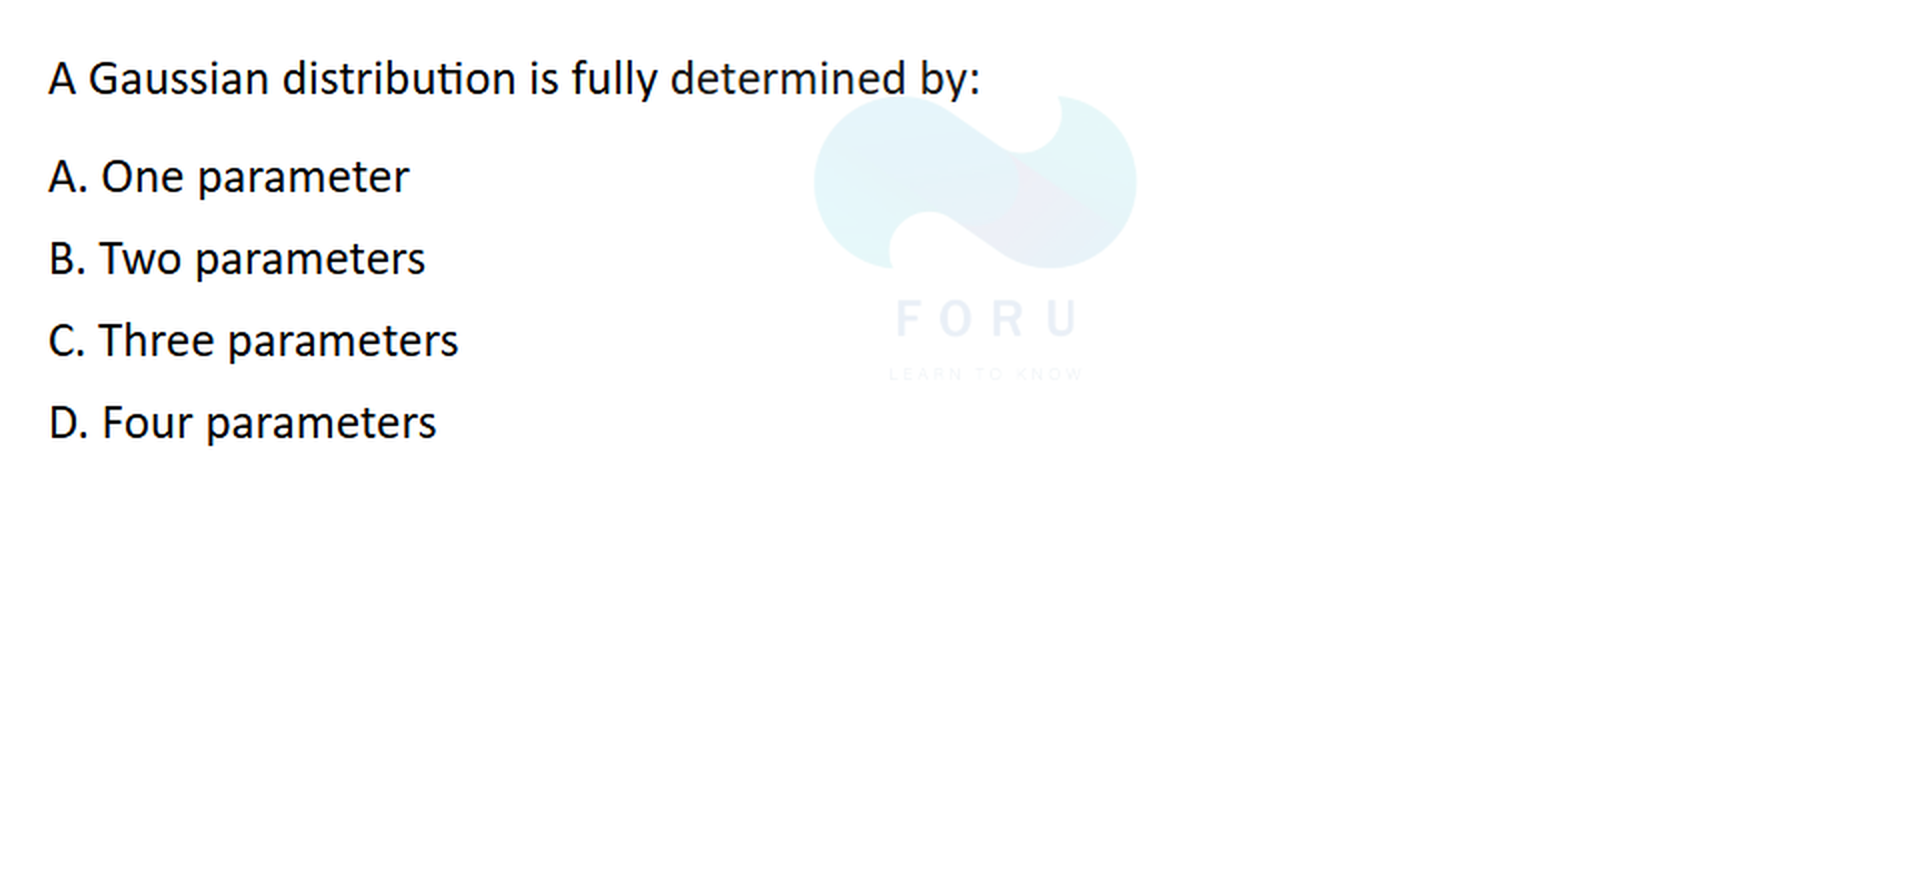 A Gaussian distribution is fully determined by:
A. One parameter
B. Two parameters
C. Three parameters
D. Four parameters
FORU
LEARN TO KNOW